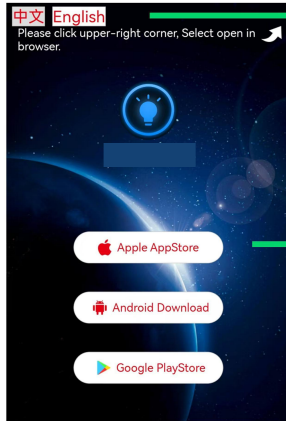 中文 English
Please click upper-right corner, Select open in
browser.
Apple AppStore
Android Download
Google PlayStore